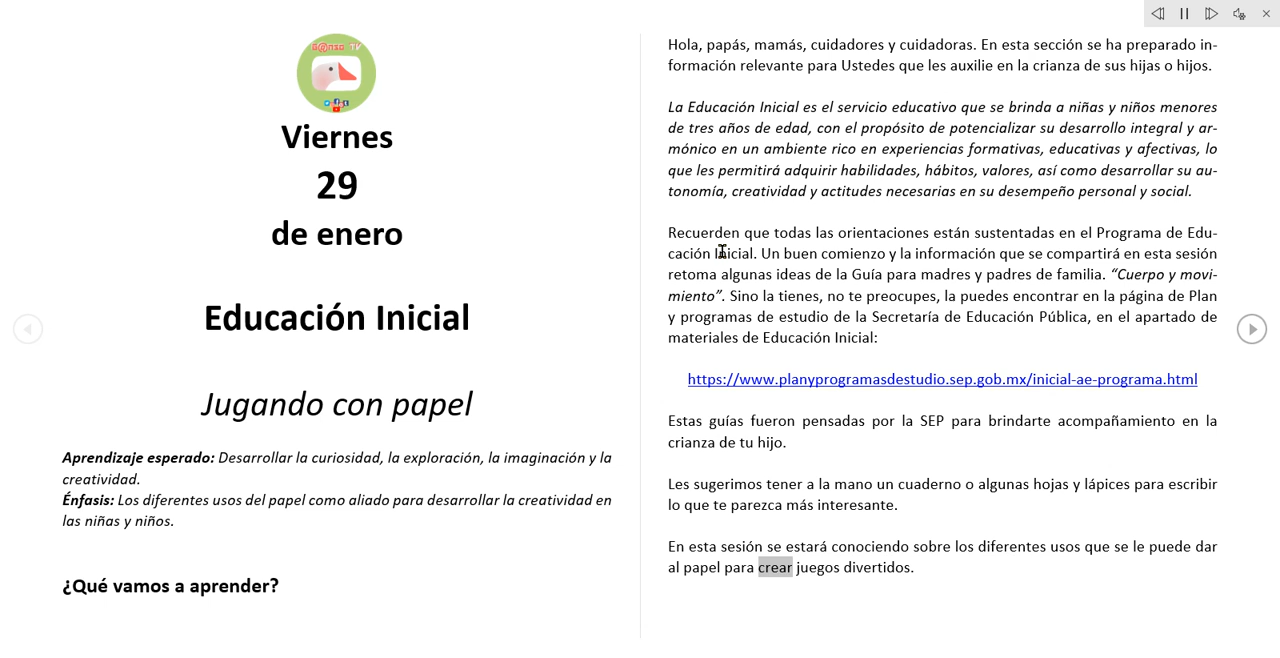 G@nso TV
Viernes
29
de enero
Educación Inicial
Jugando con papel
Aprendizaje esperado: Desarrollar la curiosidad, la exploración, la imaginación y la
creatividad.
Énfasis: Los diferentes usos del papel como aliado para desarrollar la creatividad en
las niñas y niños.
¿Qué vamos a aprender?
Hola, papás, mamás, cuidadores y cuidadoras. En esta sección se ha preparado in-
formación relevante para Ustedes que les auxilie en la crianza de sus hijas o hijos.
La Educación Inicial es el servicio educativo que se brinda a niñas y niños menores
de tres años de edad, con el propósito de potencializar su desarrollo integral y ar-
mónico en un ambiente rico en experiencias formativas, educativas y afectivas, lo
que les permitirá adquirir habilidades, hábitos, valores, así como desarrollar su au-
tonomía, creatividad y actitudes necesarias en su desempeño personal y social.
Recuerden que todas las orientaciones están sustentadas en el Programa de Edu-
cación Inicial. Un buen comienzo y la información que se compartirá en esta sesión
retoma algunas ideas de la Guía para madres y padres de familia. “Cuerpo y movi-
miento”. Sino la tienes, no te preocupes, la puedes encontrar en la página de Plan
y programas de estudio de la Secretaría de Educación Pública, en el apartado de
materiales de Educación Inicial:
https://www.planyprogramasdestudio.sep.gob.mx/inicial-ae-programa.html
Estas guías fueron pensadas por la SEP para brindarte acompañamiento en la
crianza de tu hijo.
Les sugerimos tener a la mano un cuaderno o algunas hojas y lápices para escribir
lo que te parezca más interesante.
En esta sesión se estará conociendo sobre los diferentes usos que se le puede dar
al papel para crear juegos divertidos.